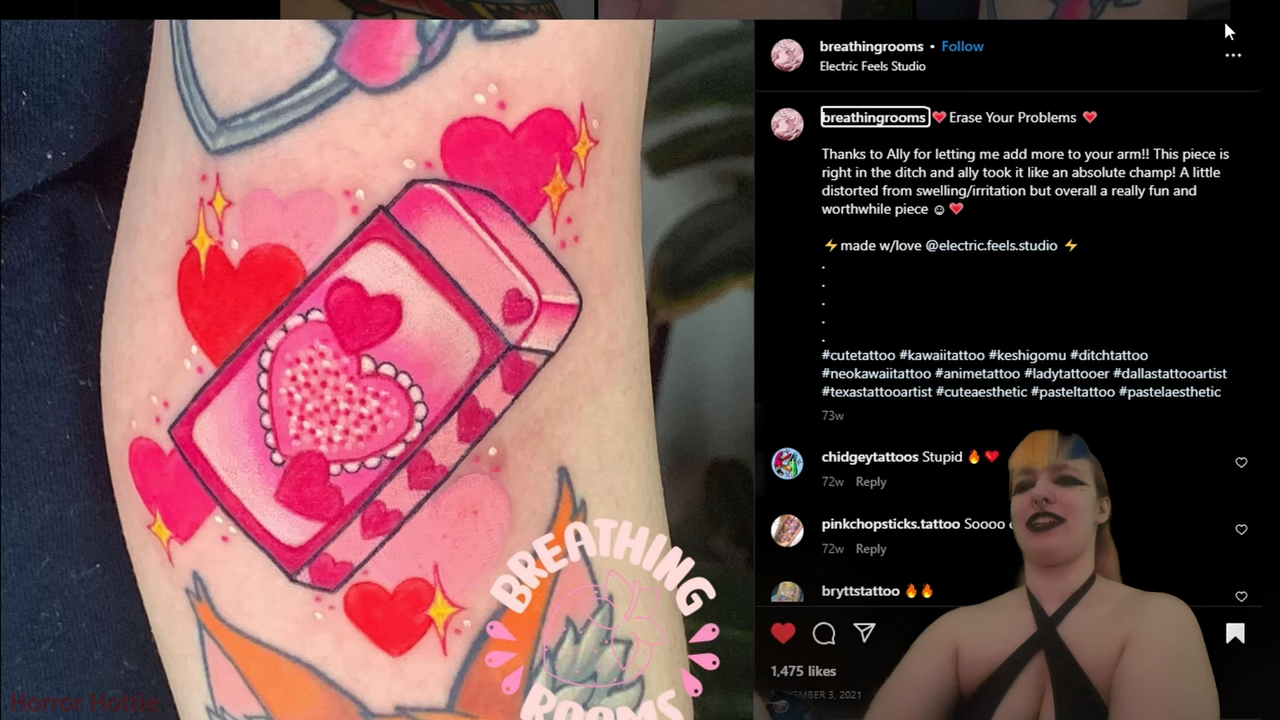 breathingrooms • Follow
Electric Feels Studio
breathingrooms ❤️ Erase Your Problems ❤️
Thanks to Ally for letting me add more to your arm!! This piece is
right in the ditch and ally took it like an absolute champ! A little
distorted from swelling/irritation but overall a really fun and
worthwhile piece ☺️❤️
⚡made w/love @electric.feels.studio ⚡
.
.
.
.
.
#cutetattoo #kawaiitattoo #keshigomu #ditchtattoo
#neokawaiitattoo #animetattoo #ladytattooer #dallastattooartist
#texastattooartist #cuteaesthetic #pasteltattoo #pastelaesthetic
73w
chidgeytattoos Stupid 🔥❤️
72w Reply
pinkchopsticks.tattoo Soooo
72w Reply
bryttstattoo 🔥🔥
1,475 likes
3, 2021
BREATHING
ROOMS
Horror Hottie